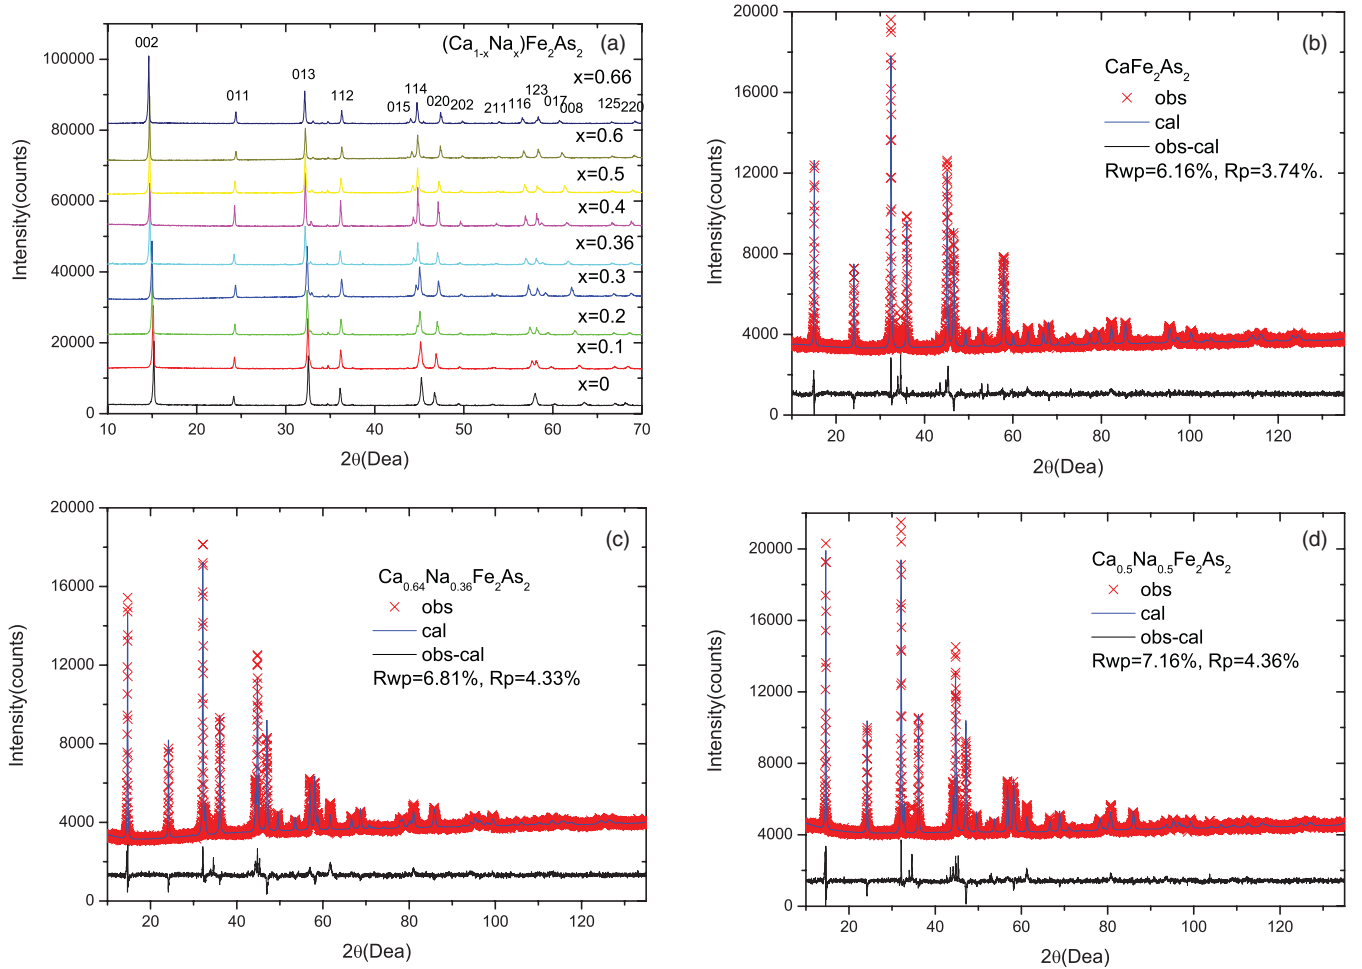 (Ca1-xNax)Fe2As2 (a)
002
011
013
112
015
114
020
202
211
116
123
017
008
125
220
x=0.66
x=0.6
x=0.5
x=0.4
x=0.36
x=0.3
x=0.2
x=0.1
x=0
100000
80000
60000
40000
20000
0
10 20 30 40 50 60 70
Intensity(counts)
2θ(Dea)
(b)
CaFe2As2
obs
cal
obs-cal
Rwp=6.16%, Rp=3.74%.
20000
16000
12000
8000
4000
0
20 40 60 80 100 120
Intensity(counts)
2θ(Dea)
(c)
Ca0.64Na0.36Fe2As2
obs
cal
obs-cal
Rwp=6.81%, Rp=4.33%
20000
16000
12000
8000
4000
0
20 40 60 80 100 120
Intensity(counts)
2θ(Dea)
(d)
Ca0.5Na0.5Fe2As2
obs
cal
obs-cal
Rwp=7.16%, Rp=4.36%
20000
16000
12000
8000
4000
0
20 40 60 80 100 120
Intensity(counts)
2θ(Dea)